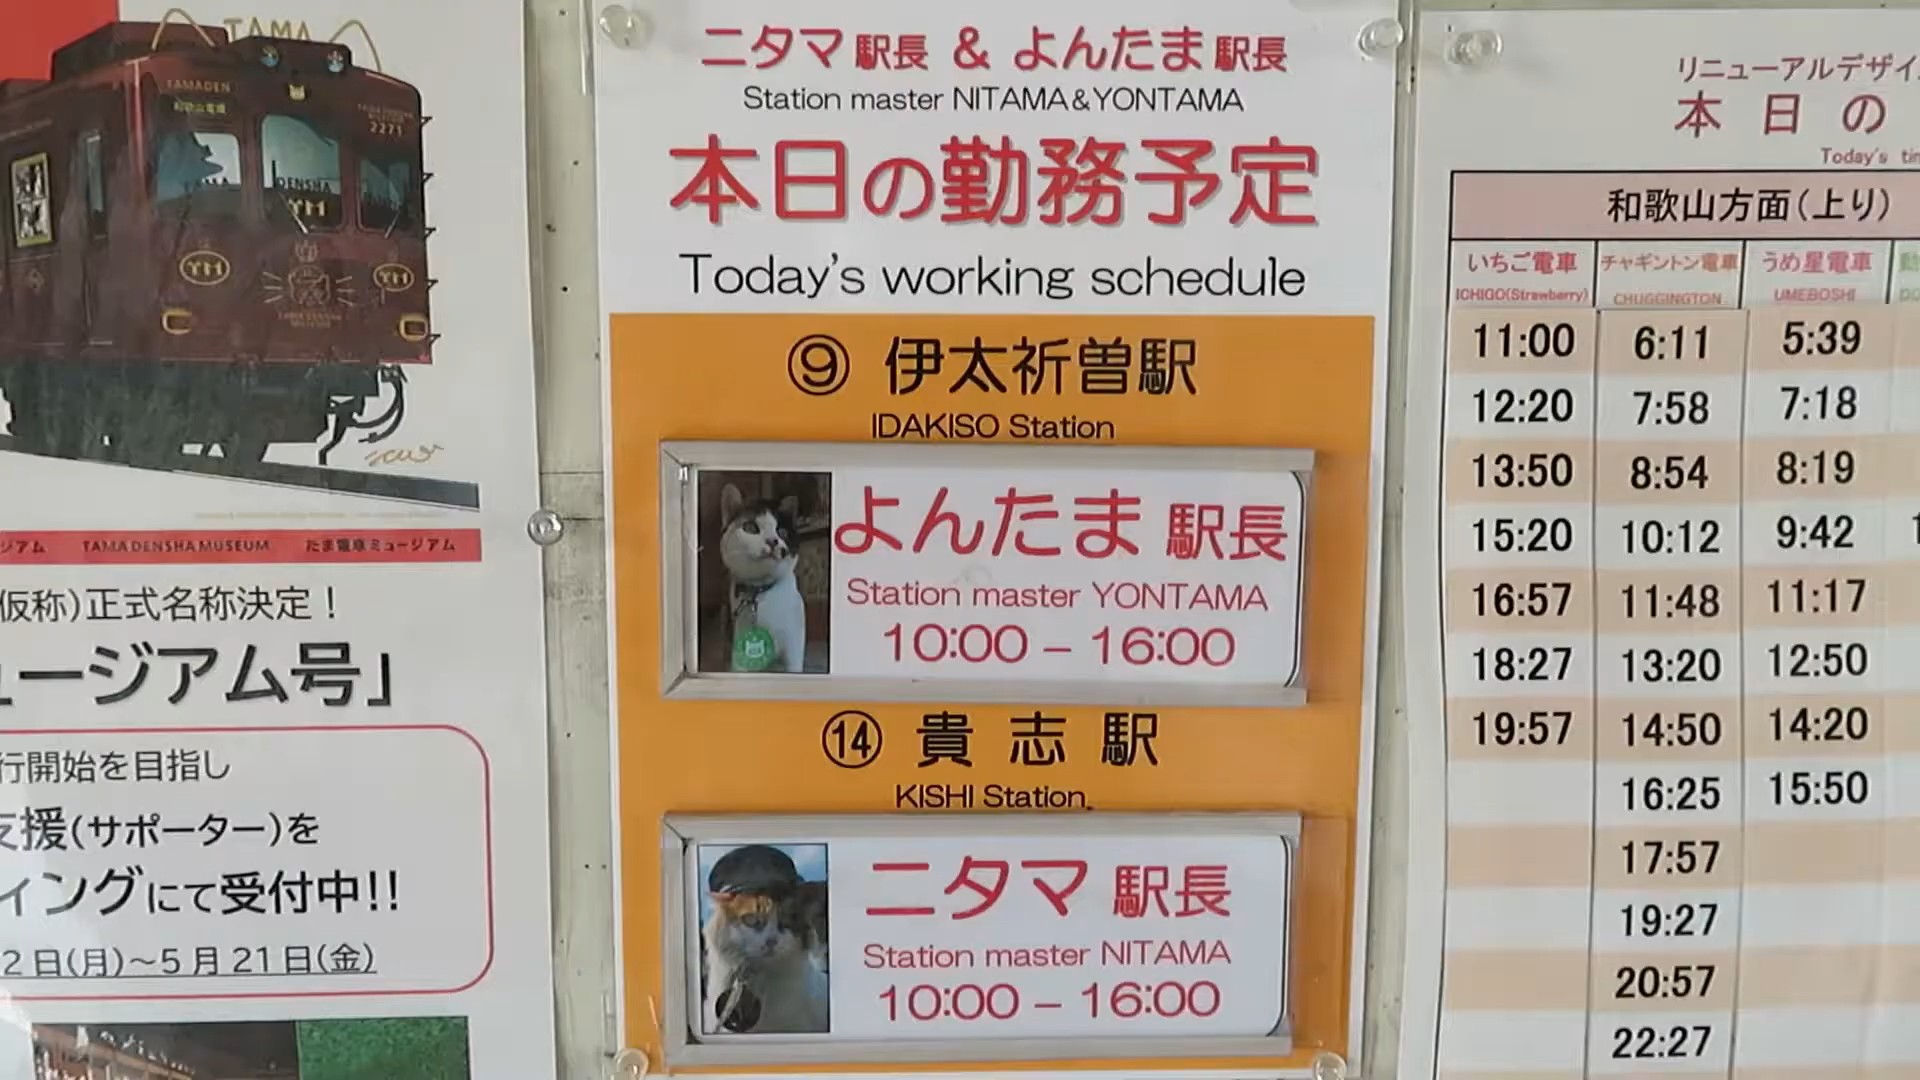 TAMA
TAMADEN
和歌山電鐵
2271
TAMA
DENSHA
YM
YM
YM
ジアム TAMA DENSHA MUSEUM たま電車ミュージアム
仮称)正式名称決定！
ュージアム号」
行開始を目指し
支援(サポーター)を
ィングにて受付中!!
2日(月)～5月21日(金)
ニタマ駅長 & よんたま駅長
Station master NITAMA&YONTAMA
本日の勤務予定
Today's working schedule
⑨ 伊太祈曽駅
IDAKISO Station
よんたま 駅長
Station master YONTAMA
10:00 – 16:00
⑭ 貴志駅
KISHI Station
ニタマ 駅長
Station master NITAMA
10:00 – 16:00
リニューアルデザイ
本日の
Today's tim
和歌山方面(上り)
いちご電車 チャギントン電車 うめ星電車 動
ICHIGO(Strawberry) CHUGGINGTON UMEBOSHI
11:00 6:11 5:39
12:20 7:58 7:18
13:50 8:54 8:19
15:20 10:12 9:42 1
16:57 11:48 11:17
18:27 13:20 12:50
19:57 14:50 14:20
16:25 15:50
17:57
19:27
20:57
22:27